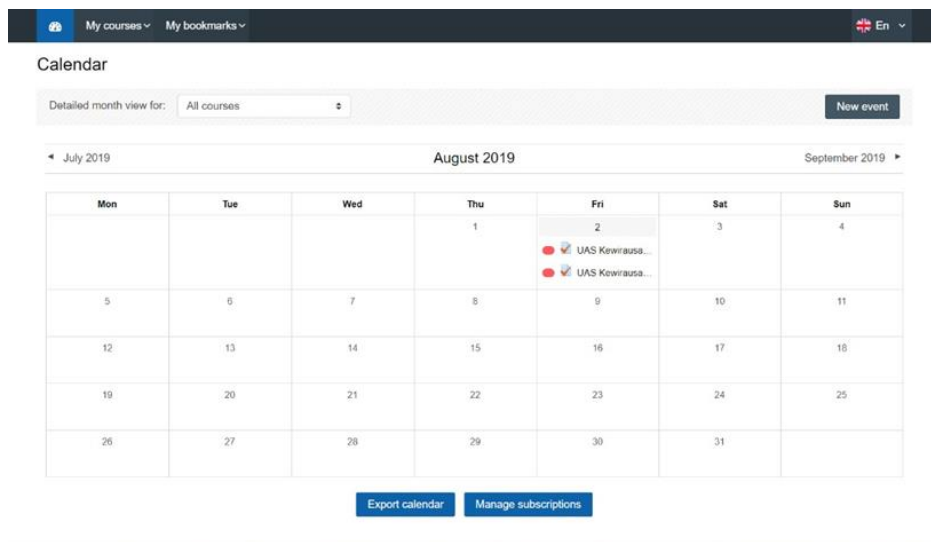 My courses My bookmarks En
Calendar
Detailed month view for: All courses New event
◄ July 2019 August 2019 September 2019 ►
Mon Tue Wed Thu Fri Sat Sun
1 2 3 4
UAS Kewirausa...
UAS Kewirausa...
5 6 7 8 9 10 11
12 13 14 15 16 17 18
19 20 21 22 23 24 25
26 27 28 29 30 31
Export calendar Manage subscriptions